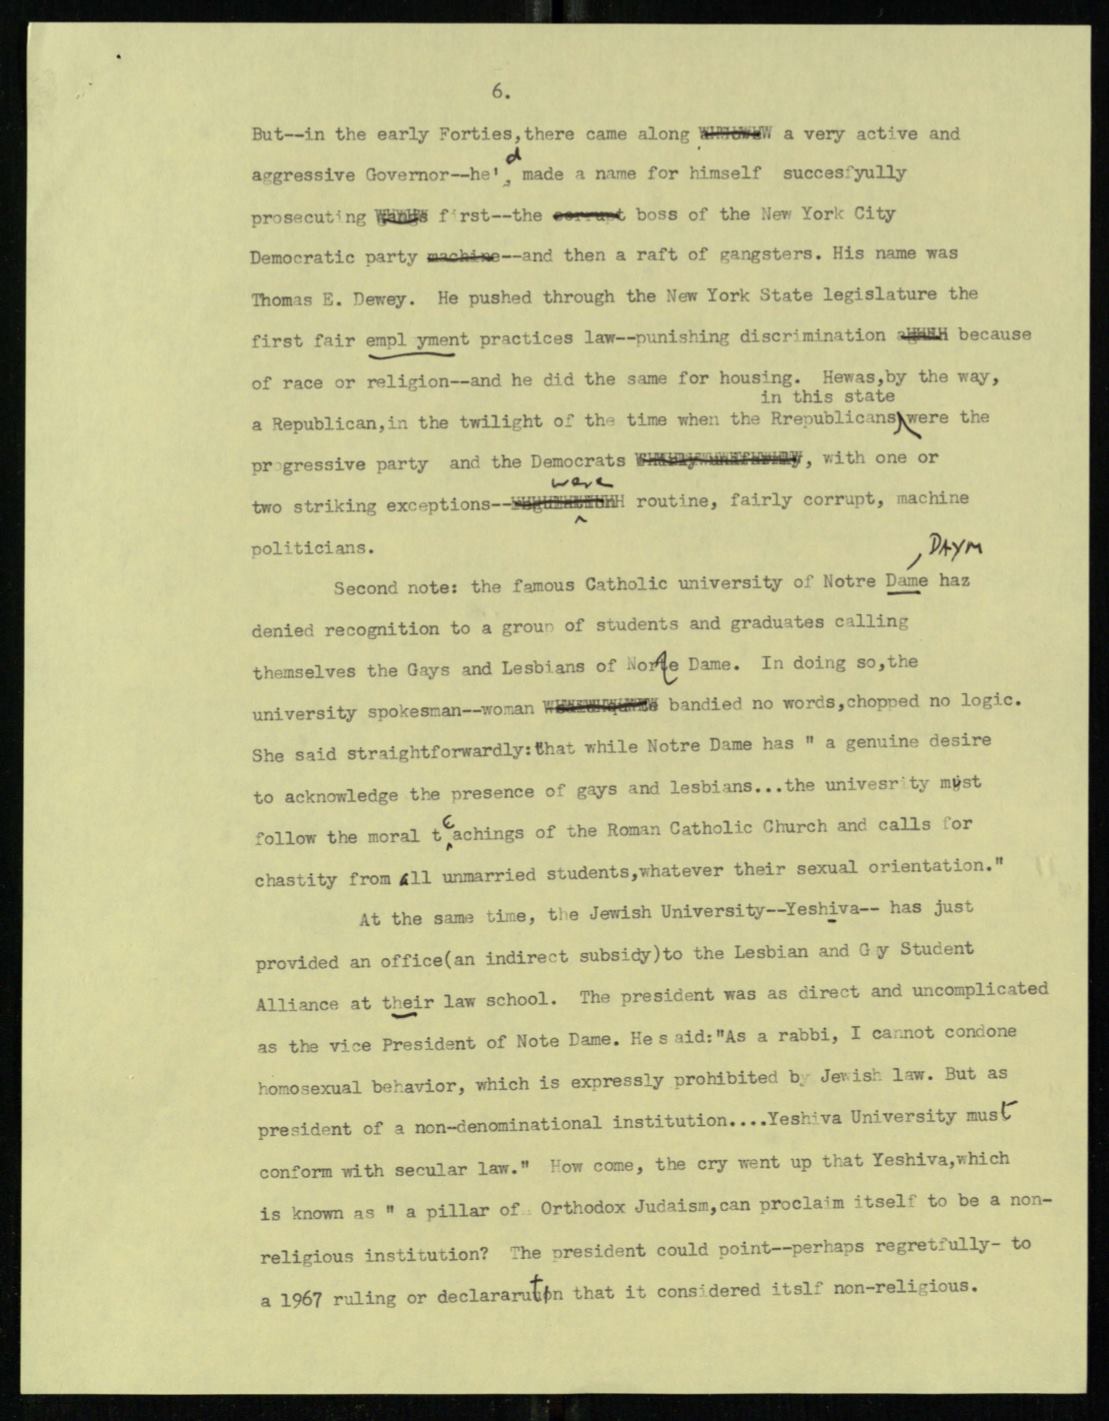 6.
But--in the early Forties,there came along a very active and
d
aggressive Governor--he' made a name for himself succesfyully
prosecuting first--the corrupt boss of the New York City
Democratic party machine--and then a raft of gangsters. His name was
Thomas E. Dewey. He pushed through the New York State legislature the
first fair empl yment practices law--punishing discrimination because
of race or religion--and he did the same for housing. Hewas,by the way,
in this state
a Republican,in the twilight of the time when the Rrepublicans were the
progressive party and the Democrats , with one or
were
two striking exceptions-- routine, fairly corrupt, machine
politicians.
, DAYM
Second note: the famous Catholic university of Notre Dame haz
denied recognition to a group of students and graduates calling
themselves the Gays and Lesbians of Dame. In doing so,the
university spokesman--woman bandied no words,chopped no logic.
She said straightforwardly:that while Notre Dame has " a genuine desire
to acknowledge the presence of gays and lesbians...the univesrity must
e
follow the moral t achings of the Roman Catholic Church and calls for
chastity from all unmarried students,whatever their sexual orientation."
At the same time, the Jewish University--Yeshiva-- has just
provided an office(an indirect subsidy)to the Lesbian and G y Student
Alliance at their law school. The president was as direct and uncomplicated
as the vice President of Note Dame. He s aid:"As a rabbi, I cannot condone
homosexual behavior, which is expressly prohibited by Jewish law. But as
president of a non-denominational institution....Yeshiva University must
conform with secular law." How come, the cry went up that Yeshiva,which
is known as " a pillar of Orthodox Judaism,can proclaim itself to be a non-
religious institution? The president could point--perhaps regretfully- to
a 1967 ruling or that it considered itslf non-religious.